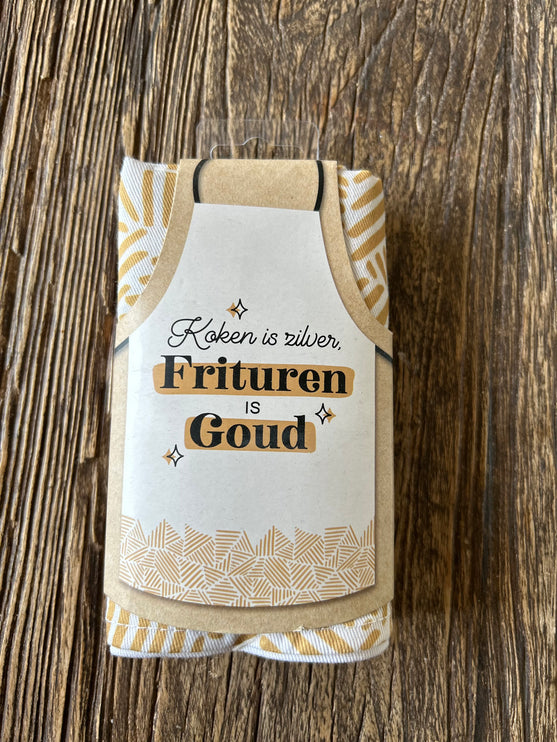 Koken is zilver,
Frituren
IS
Goud